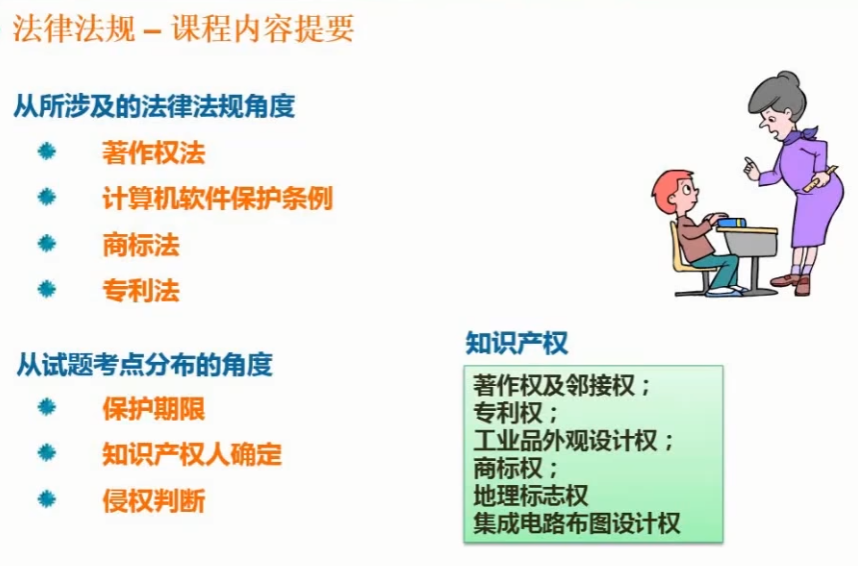 法律法规 – 课程内容提要
从所涉及的法律法规角度
著作权法
计算机软件保护条例
商标法
专利法
从试题考点分布的角度
保护期限
知识产权人确定
侵权判断
知识产权
著作权及邻接权；
专利权；
工业品外观设计权；
商标权；
地理标志权
集成电路布图设计权